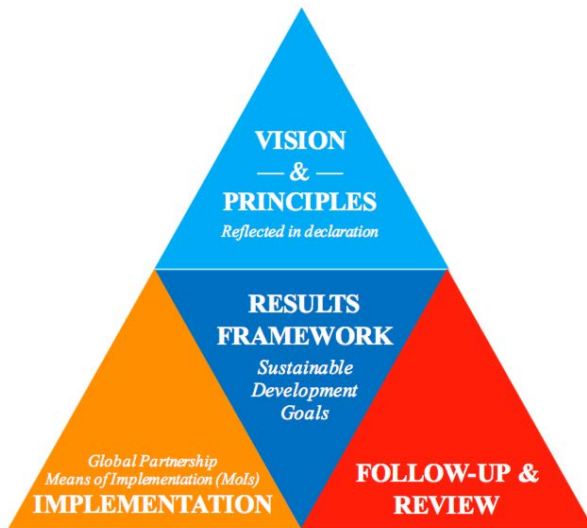 VISION
— & —
PRINCIPLES
Reflected in declaration
RESULTS
FRAMEWORK
Sustainable
Development
Goals
Global Partnership
Means of Implementation (MoIs)
IMPLEMENTATION
FOLLOW-UP &
REVIEW